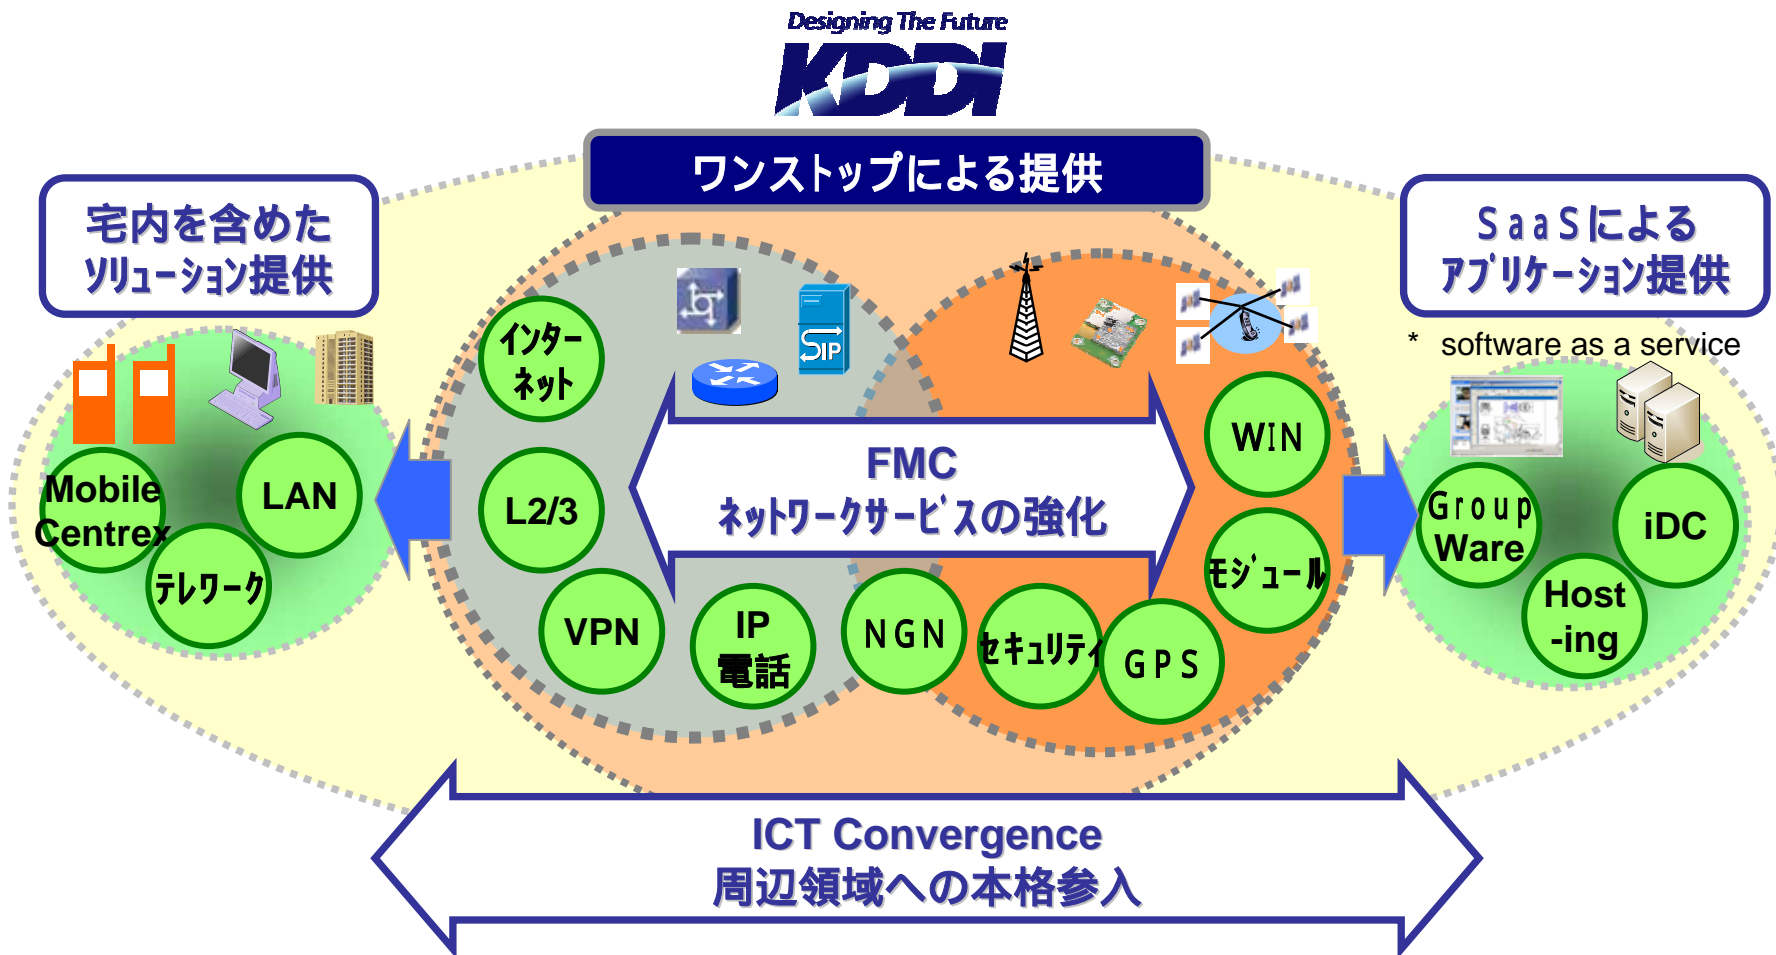 Designing The Future
KDDI
ワンストップによる提供
宅内を含めた
ソリューション提供
SaaSによる
アプリケーション提供
* software as a service
インター
ネット
SIP
L2/3
VPN
IP
電話
NGN
セキュリティ
GPS
モジュール
WIN
FMC
ネットワークサービスの強化
Mobile
Centrex
LAN
テレワーク
Group
Ware
iDC
Host
-ing
ICT Convergence
周辺領域への本格参入